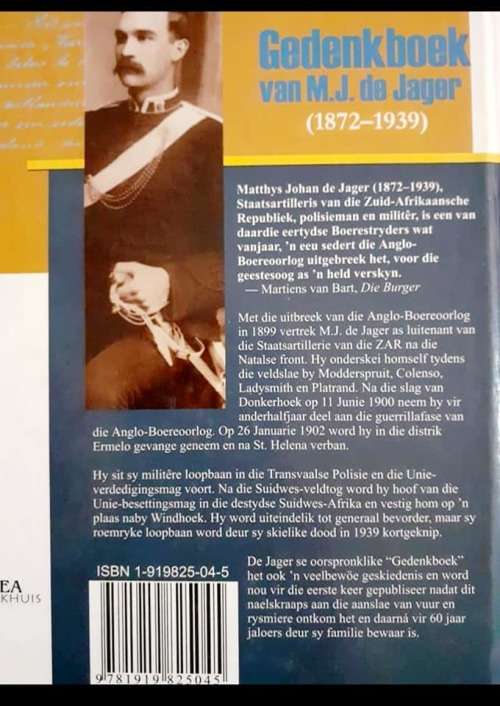 Gedenkboek
van M.J. de Jager
(1872–1939)
Matthys Johan de Jager (1872–1939),
Staatsartilleris van die Zuid-Afrikaansche
Republiek, polisieman en militêr, is een van
daardie eertydse Boerestryders wat
vanjaar, 'n eeu sedert die Anglo-
Boereoorlog uitgebreek het, voor die
geestesoog as 'n held verskyn.
— Martiens van Bart, Die Burger
Met die uitbreek van die Anglo-Boereoorlog
in 1899 vertrek M.J. de Jager as luitenant van
die Staatsartillerie van die ZAR na die
Natalse front. Hy onderskei homself tydens
die veldslae by Modderspruit, Colenso,
Ladysmith en Platrand. Na die slag van
Donkerhoek op 11 Junie 1900 neem hy vir
anderhalfjaar deel aan die guerrillafase van
die Anglo-Boereoorlog. Op 26 Januarie 1902 word hy in die distrik
Ermelo gevange geneem en na St. Helena verban.
Hy sit sy militêre loopbaan in die Transvaalse Polisie en die Unie-
verdedigingsmag voort. Na die Suidwes-veldtog word hy hoof van die
Unie-besettingsmag in die destydse Suidwes-Afrika en vestig hom op 'n
plaas naby Windhoek. Hy word uiteindelik tot generaal bevorder, maar sy
roemryke loopbaan word deur sy skielike dood in 1939 kortgeknip.
De Jager se oorspronklike “Gedenkboek”
het ook 'n veelbewöe geskiedenis en word
nou vir die eerste keer gepubliseer nadat dit
naelskraaps aan die aanslae van vuur en
rysmiere ontkom het en daarná vir 60 jaar
jaloers deur sy familie bewaar is.
ISBN 1-919825-04-5
9 781919 825045
EA
KHUIS